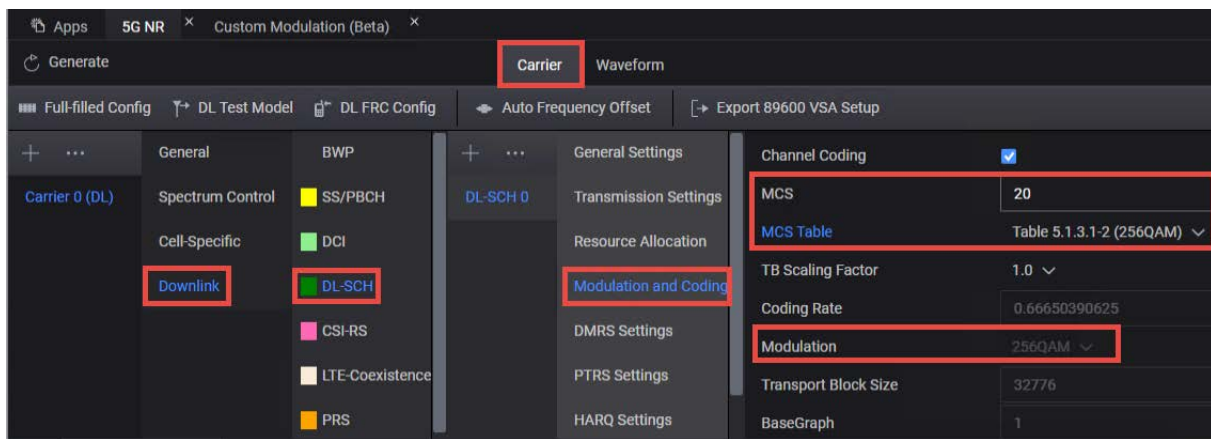 Apps 5G NR × Custom Modulation (Beta) ×
Generate Carrier Waveform
Full-filled Config DL Test Model DL FRC Config Auto Frequency Offset Export 89600 VSA Setup
+ ... General BWP + ... General Settings Channel Coding
Carrier 0 (DL) Spectrum Control SS/PBCH DL-SCH 0 Transmission Settings MCS 20
Cell-Specific DCI Resource Allocation MCS Table Table 5.1.3.1-2 (256QAM)
Downlink DL-SCH Modulation and Coding TB Scaling Factor 1.0
CSI-RS DMRS Settings Coding Rate 0.66650390625
LTE-Coexistence PTRS Settings Modulation 256QAM
PRS HARQ Settings Transport Block Size 32776
BaseGraph 1